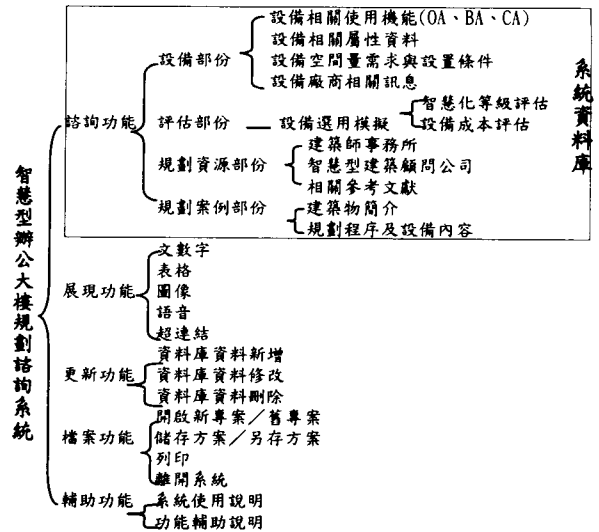 智慧型辦公大樓規劃諮詢系統
諮詢功能
設備部份
設備相關使用機能(OA、BA、CA)
設備相關屬性資料
設備空間量需求與設置條件
設備廠商相關訊息
評估部份
設備選用模擬
智慧化等級評估
設備成本評估
規劃資源部份
建築師事務所
智慧型建築顧問公司
相關參考文獻
規劃案例部份
建築物簡介
規劃程序及設備內容
系統資料庫
展現功能
文數字
表格
圖像
語音
超連結
更新功能
資料庫資料新增
資料庫資料修改
資料庫資料刪除
檔案功能
開啟新專案／舊專案
儲存方案／另存方案
列印
離開系統
輔助功能
系統使用說明
功能輔助說明